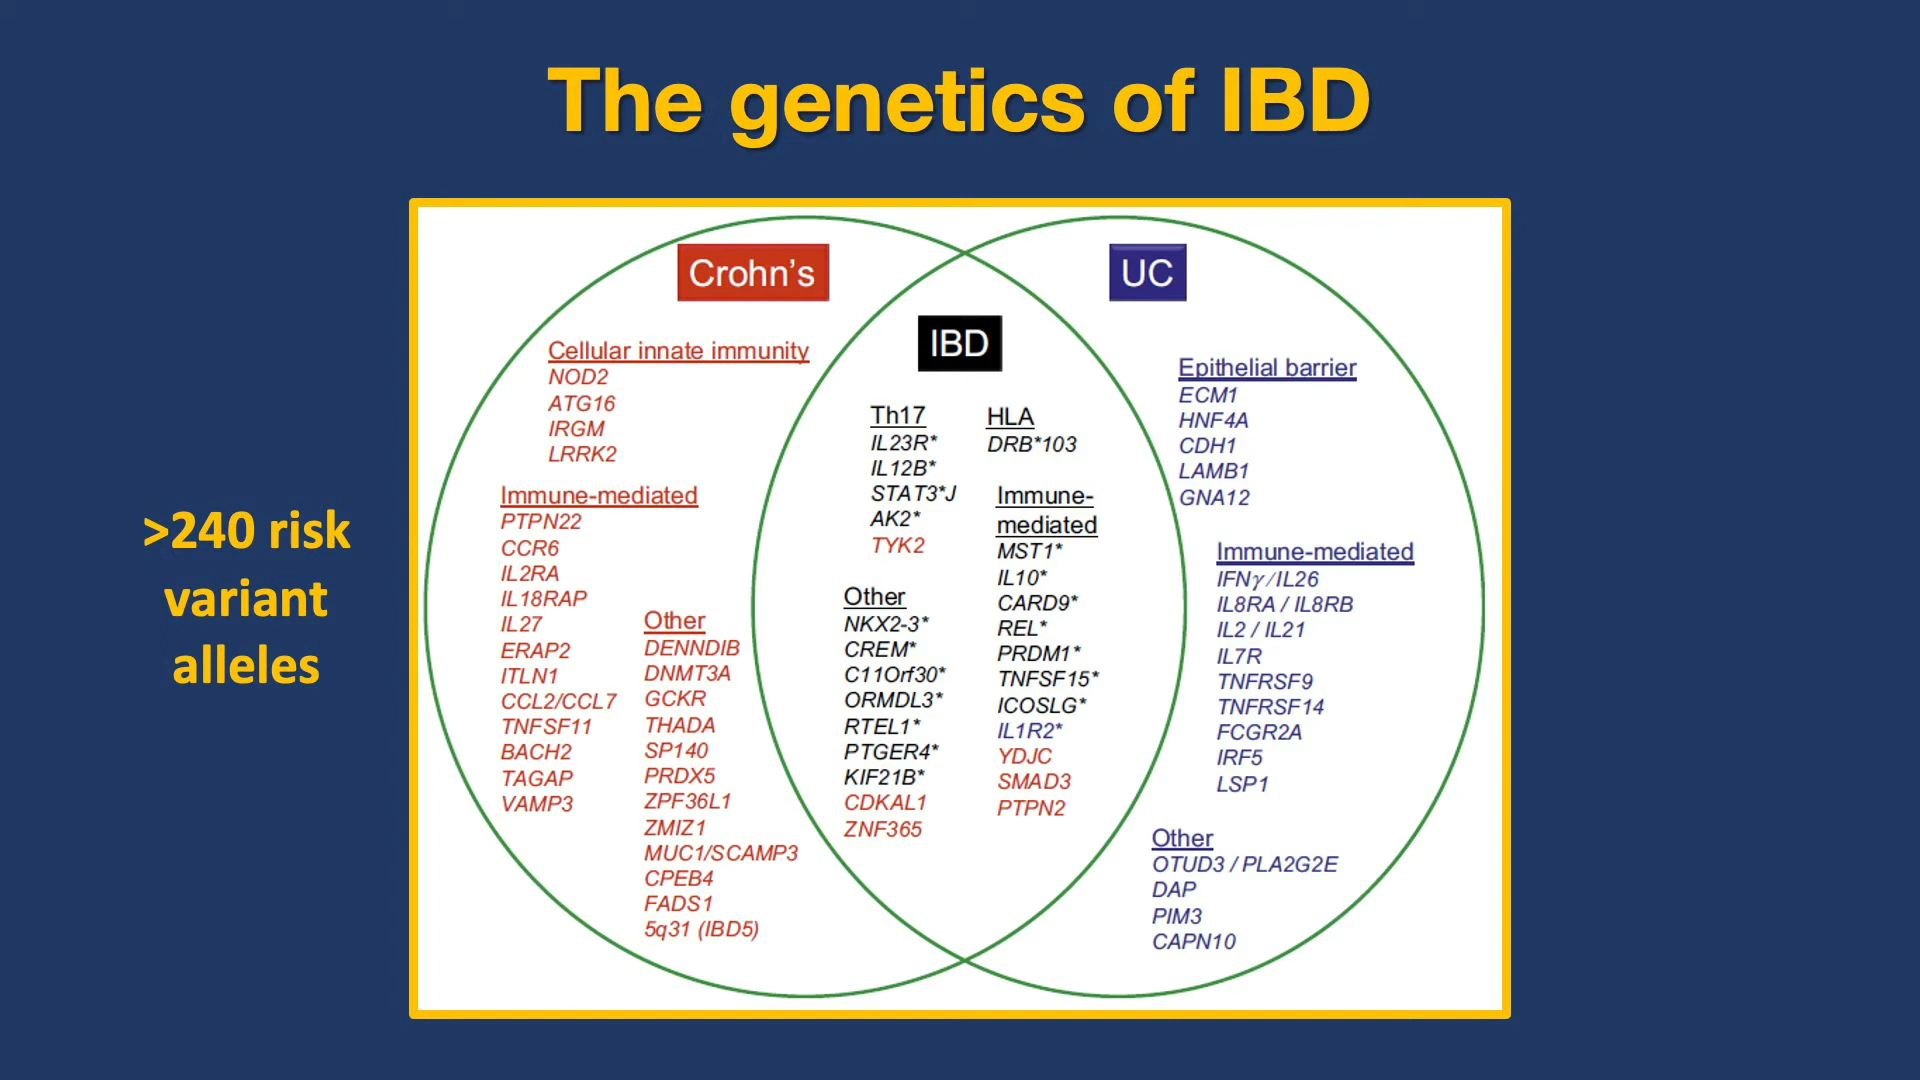 The genetics of IBD
>240 risk
variant
alleles
Crohn's
UC
IBD
Cellular innate immunity
NOD2
ATG16
IRGM
LRRK2
Immune-mediated
PTPN22
CCR6
IL2RA
IL18RAP
IL27
ERAP2
ITLN1
CCL2/CCL7
TNFSF11
BACH2
TAGAP
VAMP3
Other
DENNDIB
DNMT3A
GCKR
THADA
SP140
PRDX5
ZPF36L1
ZMIZ1
MUC1/SCAMP3
CPEB4
FADS1
5q31 (IBD5)
Th17
IL23R*
IL12B*
STAT3*J
AK2*
TYK2
Other
NKX2-3*
CREM*
C11Orf30*
ORMDL3*
RTEL1*
PTGER4*
KIF21B*
CDKAL1
ZNF365
HLA
DRB*103
Immune-
mediated
MST1*
IL10*
CARD9*
REL*
PRDM1*
TNFSF15*
ICOSLG*
IL1R2*
YDJC
SMAD3
PTPN2
Epithelial barrier
ECM1
HNF4A
CDH1
LAMB1
GNA12
Immune-mediated
IFNγ/IL26
IL8RA / IL8RB
IL2 / IL21
IL7R
TNFRSF9
TNFRSF14
FCGR2A
IRF5
LSP1
Other
OTUD3 / PLA2G2E
DAP
PIM3
CAPN10